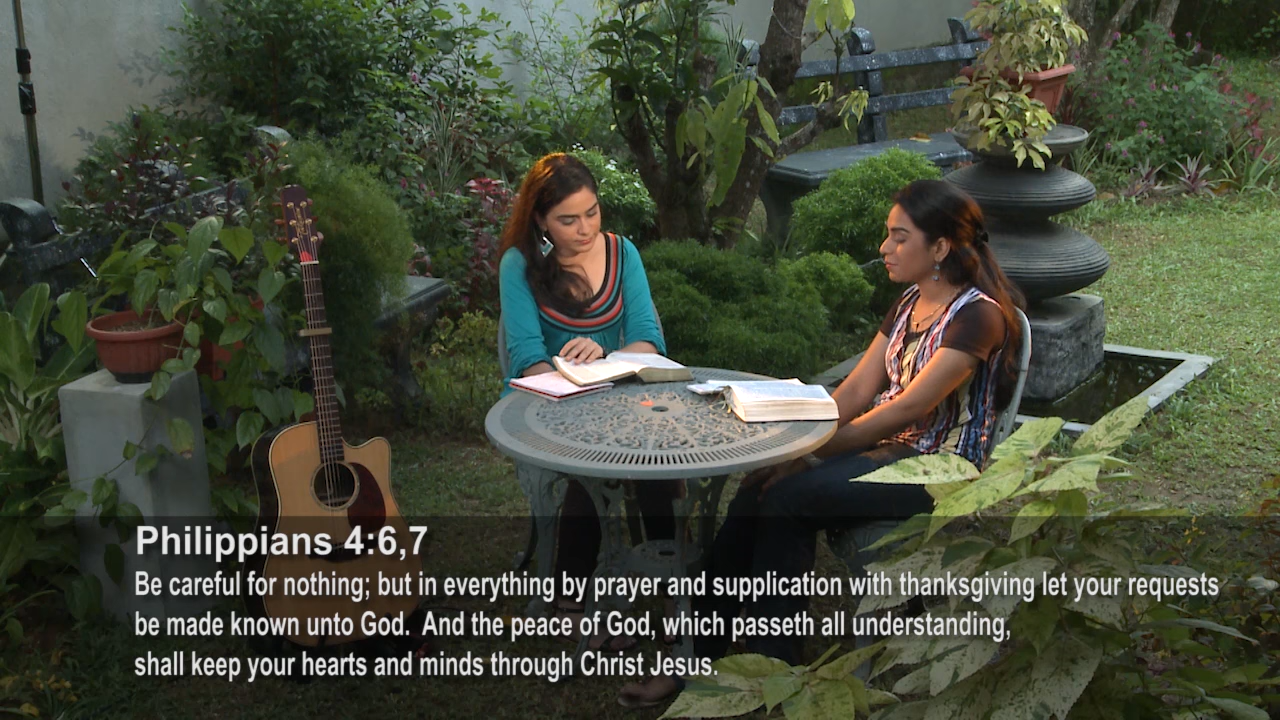 Philippians 4:6,7
Be careful for nothing; but in everything by prayer and supplication with thanksgiving let your requests
be made known unto God.  And the peace of God, which passeth all understanding,
shall keep your hearts and minds through Christ Jesus.